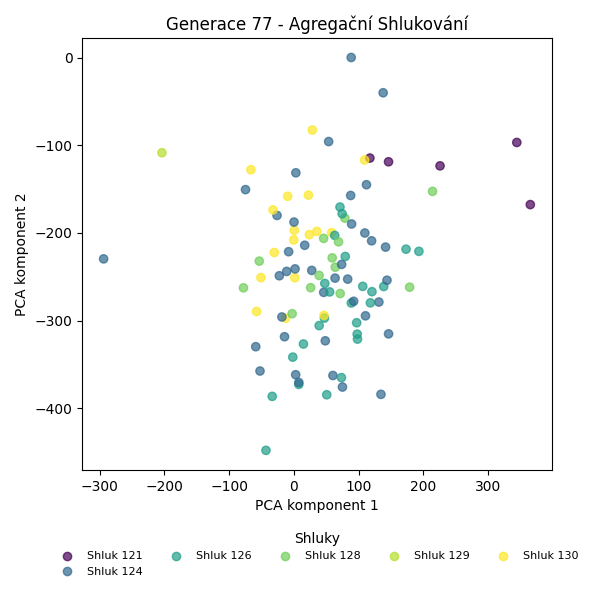 Generace 77 - Agregační Shlukování
0
−100
−200
−300
−400
PCA komponent 2
−300 −200 −100 0 100 200 300
PCA komponent 1
Shluky
Shluk 121 Shluk 126 Shluk 128 Shluk 129 Shluk 130
Shluk 124